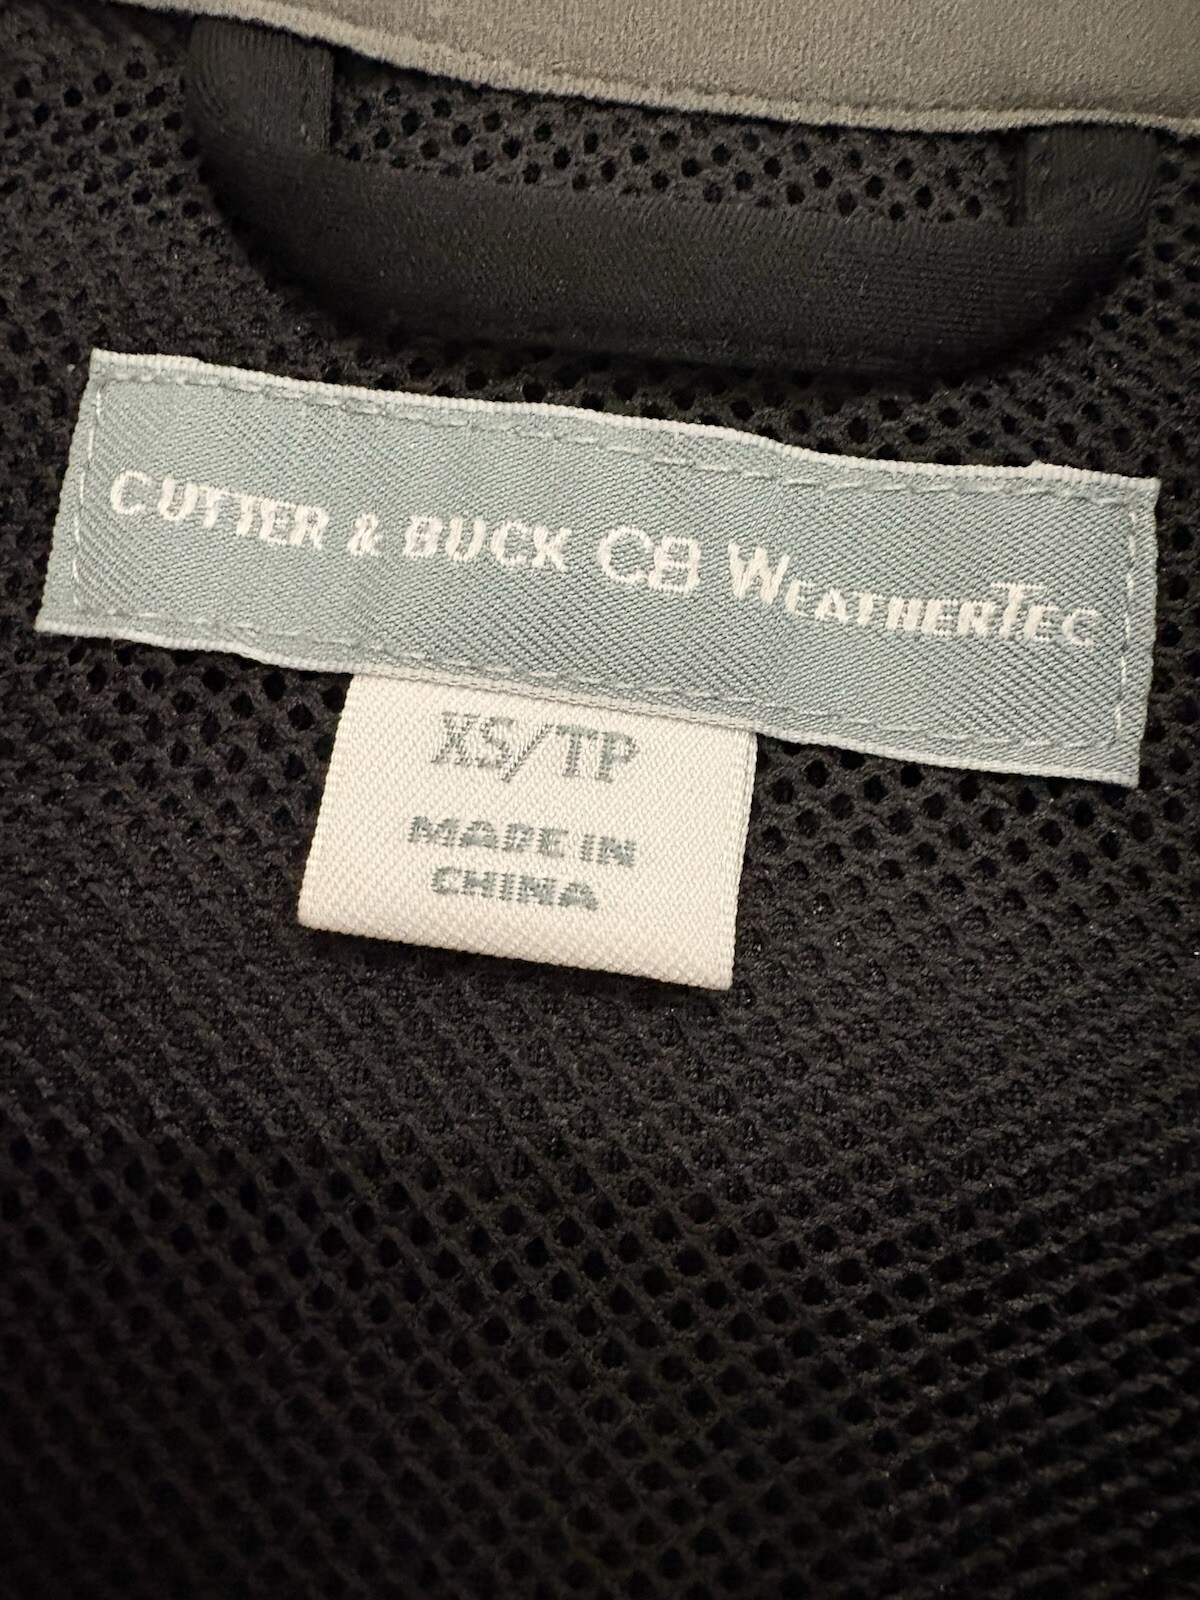 CUTTER & BUCK CB WEATHERTEC
XS/TP
MADE IN
CHINA